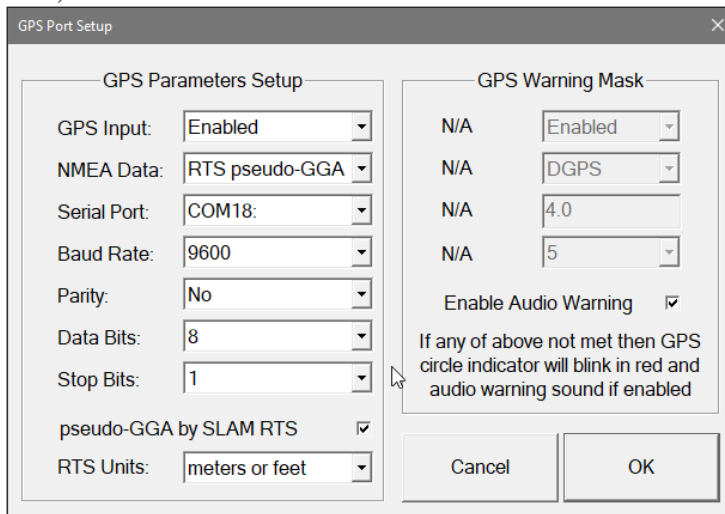 GPS Port Setup
GPS Parameters Setup
GPS Input: Enabled
NMEA Data: RTS pseudo-GGA
Serial Port: COM18:
Baud Rate: 9600
Parity: No
Data Bits: 8
Stop Bits: 1
pseudo-GGA by SLAM RTS
RTS Units: meters or feet
GPS Warning Mask
N/A Enabled
N/A DGPS
N/A 4.0
N/A 5
Enable Audio Warning
If any of above not met then GPS
circle indicator will blink in red and
audio warning sound if enabled
Cancel OK